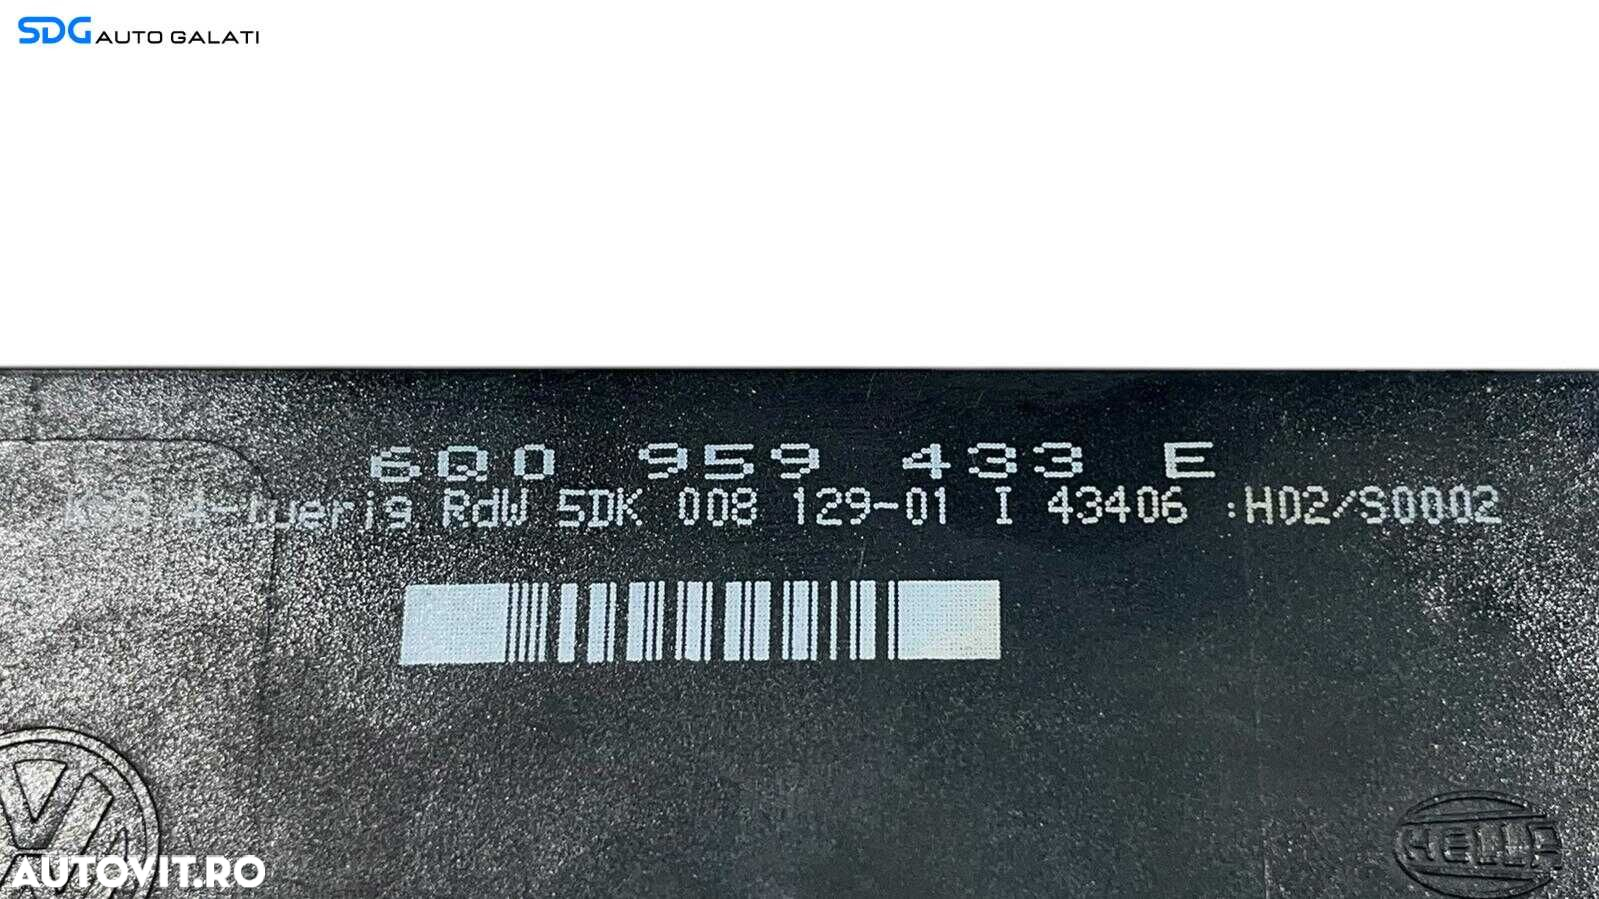 SDG AUTO GALATI
6Q0 959 433 E
4-tuerig RdW 5DK 008 129-01 I 43406 :H02/S0002
HELLA
AUTOVIT.RO